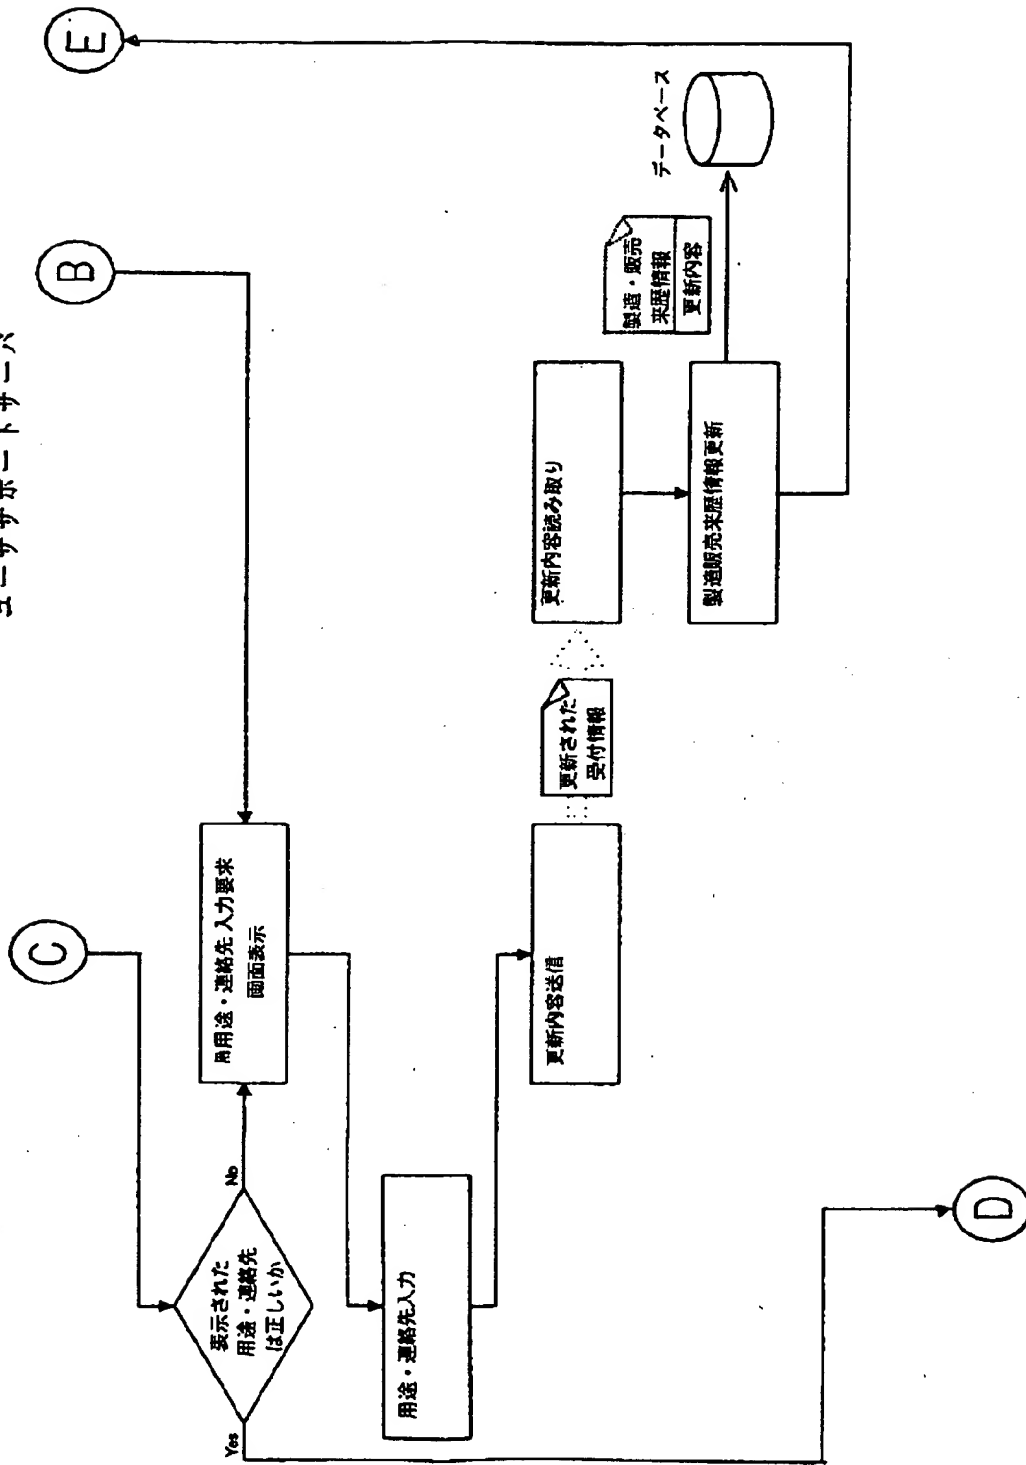 ユーザサポートサーバ
C
B
E
表示された
用途・連絡先
は正しいか
Yes
No
用途・連絡先 入力要求
画面表示
用途・連絡先入力
更新内容送信
更新された
受付情報
更新内容読み取り
製造販売来歴情報更新
製造・販売
来歴情報
更新内容
データベース
D